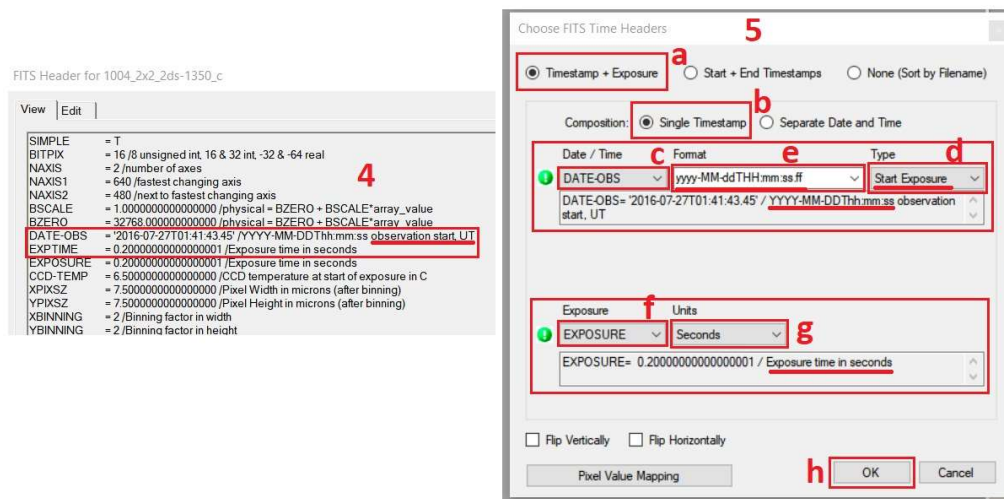 FITS Header for 1004_2x2_2ds-1350_c
View Edit
SIMPLE = T
BITPIX = 16 /8 unsigned int, 16 & 32 int, -32 & -64 real
NAXIS = 2 /number of axes
NAXIS1 = 640 /fastest changing axis
NAXIS2 = 480 /next to fastest changing axis
BSCALE = 1.0000000000000000 /physical = BZERO + BSCALE*array_value
BZERO = 32768.000000000000 /physical = BZERO + BSCALE*array_value
DATE-OBS = '2016-07-27T01:41:43.45' /YYYY-MM-DDThh:mm:ss observation start, UT
EXPTIME = 0.20000000000000001 /Exposure time in seconds
EXPOSURE = 0.20000000000000001 /Exposure time in seconds
CCD-TEMP = 6.5000000000000000 /CCD temperature at start of exposure in C
XPIXSZ = 7.5000000000000000 /Pixel Width in microns (after binning)
YPIXSZ = 7.5000000000000000 /Pixel Height in microns (after binning)
XBINNING = 2 /Binning factor in width
YBINNING = 2 /Binning factor in height
4
Choose FITS Time Headers
5
a
Timestamp + Exposure Start + End Timestamps None (Sort by Filename)
b
Composition: Single Timestamp Separate Date and Time
Date / Time c Format e Type d
DATE-OBS yyyy-MM-ddTHH:mm:ss.ff Start Exposure
DATE-OBS= '2016-07-27T01:41:43.45' / YYYY-MM-DDThh:mm:ss observation
start, UT
Exposure f Units
EXPOSURE Seconds g
EXPOSURE= 0.20000000000000001 / Exposure time in seconds
Flip Vertically Flip Horizontally
Pixel Value Mapping h OK Cancel